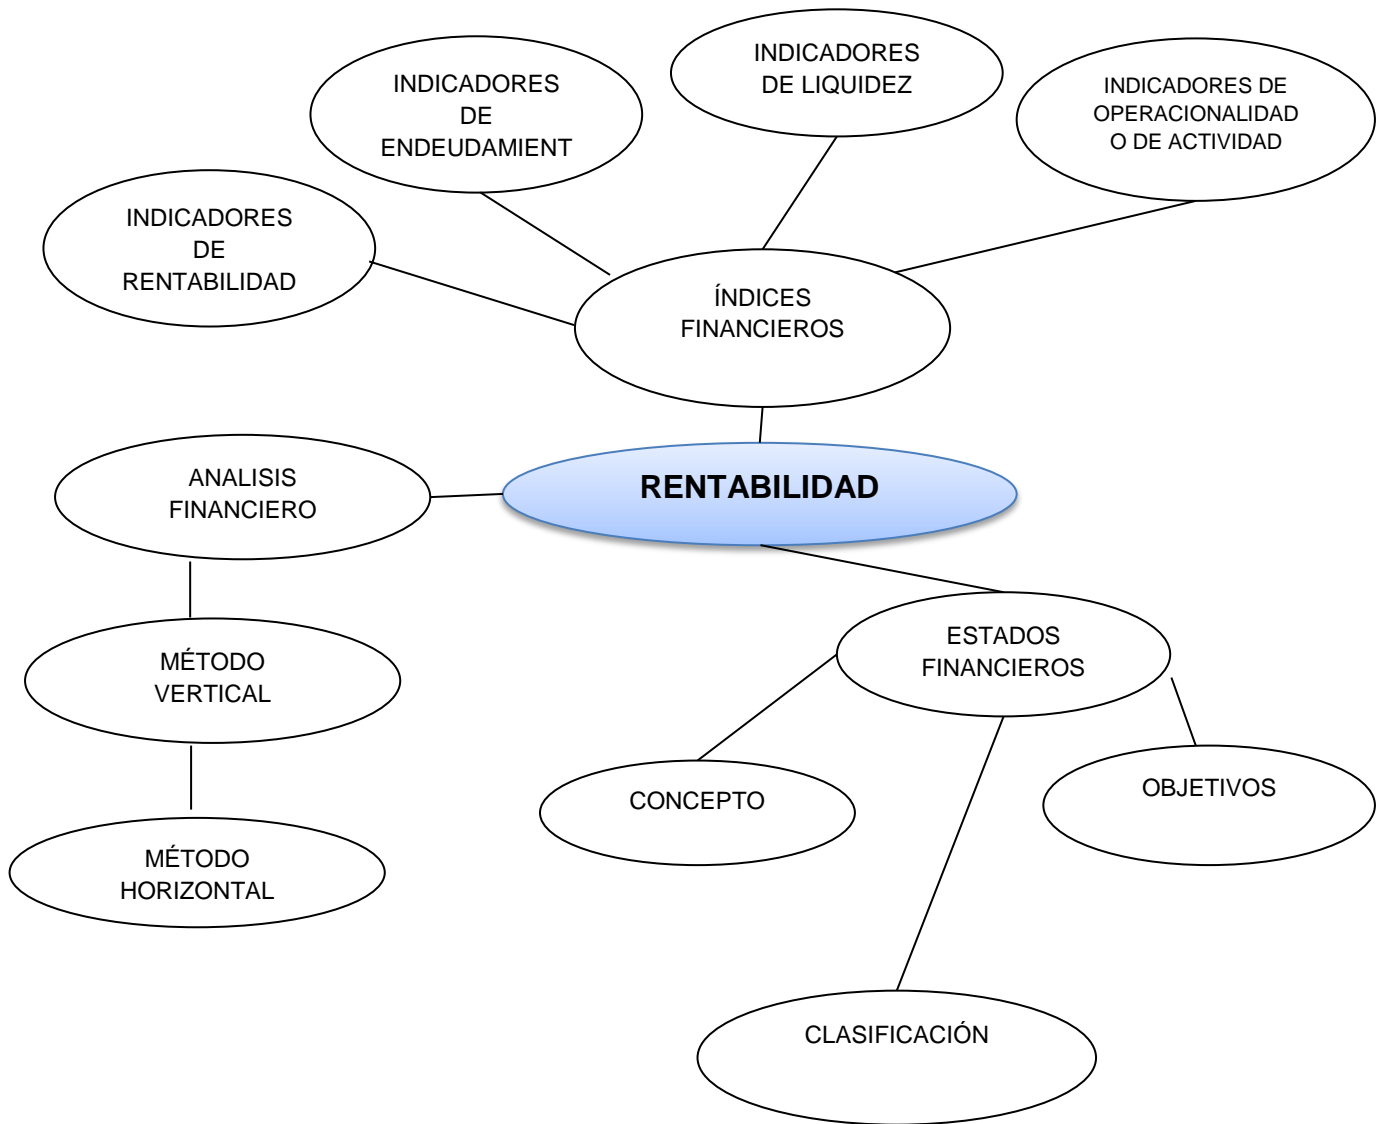 INDICADORES
DE LIQUIDEZ
INDICADORES
DE
ENDEUDAMIENT
INDICADORES DE
OPERACIONALIDAD
O DE ACTIVIDAD
INDICADORES
DE
RENTABILIDAD
ÍNDICES
FINANCIEROS
RENTABILIDAD
ANALISIS
FINANCIERO
ESTADOS
FINANCIEROS
MÉTODO
VERTICAL
CONCEPTO
OBJETIVOS
MÉTODO
HORIZONTAL
CLASIFICACIÓN